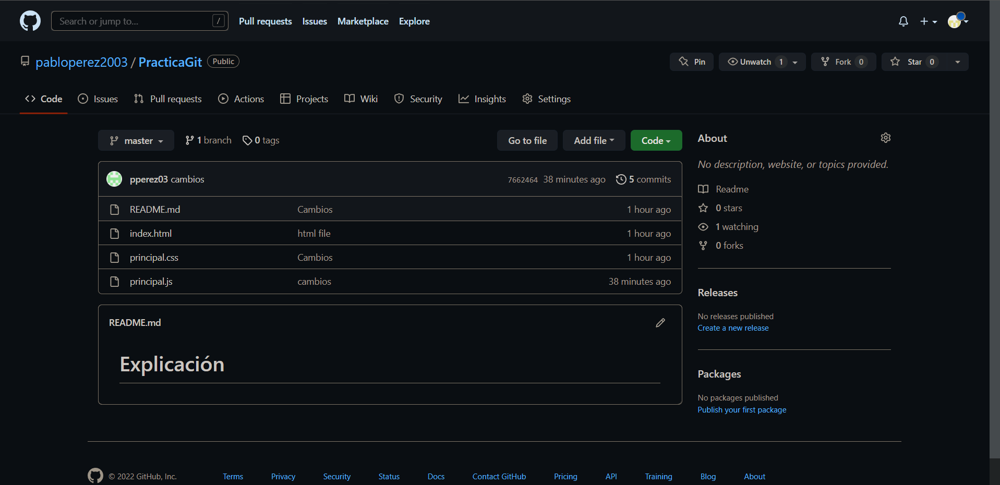 Search or jump to... / Pull requests Issues Marketplace Explore
pabloperez2003 / PracticaGit Public Pin Unwatch 1 Fork 0 Star 0
Code Issues Pull requests Actions Projects Wiki Security Insights Settings
master 1 branch 0 tags Go to file Add file Code
pperez03 cambios 7662464 38 minutes ago 5 commits
README.md Cambios 1 hour ago
index.html html file 1 hour ago
principal.css Cambios 1 hour ago
principal.js cambios 38 minutes ago
README.md
Explicación
About
No description, website, or topics provided.
Readme
0 stars
1 watching
0 forks
Releases
No releases published
Create a new release
Packages
No packages published
Publish your first package
© 2022 GitHub, Inc. Terms Privacy Security Status Docs Contact GitHub Pricing API Training Blog About